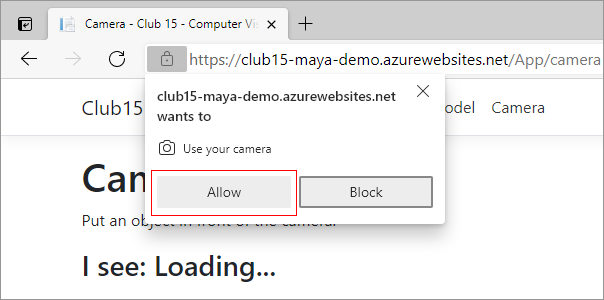 Camera - Club 15 - Computer Vis
https://club15-maya-demo.azurewebsites.net/App/camera
Club15
odel Camera
club15-maya-demo.azurewebsites.net
wants to
Use your camera
Allow Block
Cam
Put an object in front of the camera.
I see: Loading...